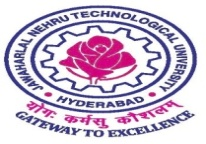 JAWAHARLAL NEHRU TECHNOLOGICAL UNIVERSITY
HYDERABAD
योगः कर्मसु कौशलम्
GATEWAY TO EXCELLENCE